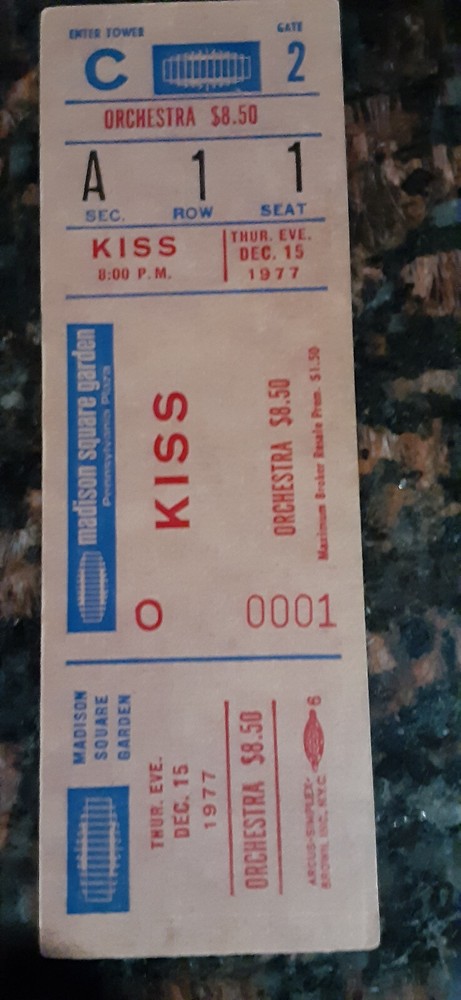 ENTER TOWER GATE
C 2
ORCHESTRA $8.50
A 1 1
SEC. ROW SEAT
KISS
8:00 P.M.
THUR. EVE.
DEC. 15
1977
madison square garden
Pennsylvania Plaza
KISS
ORCHESTRA $8.50
Maximum Broker Resale Prem. $1.50
O 0001
MADISON
SQUARE
GARDEN
THUR. EVE.
DEC. 15
1977
ORCHESTRA $8.50
ARCUS-SIMPLEX-
BROWN INC. N.Y.C.
6